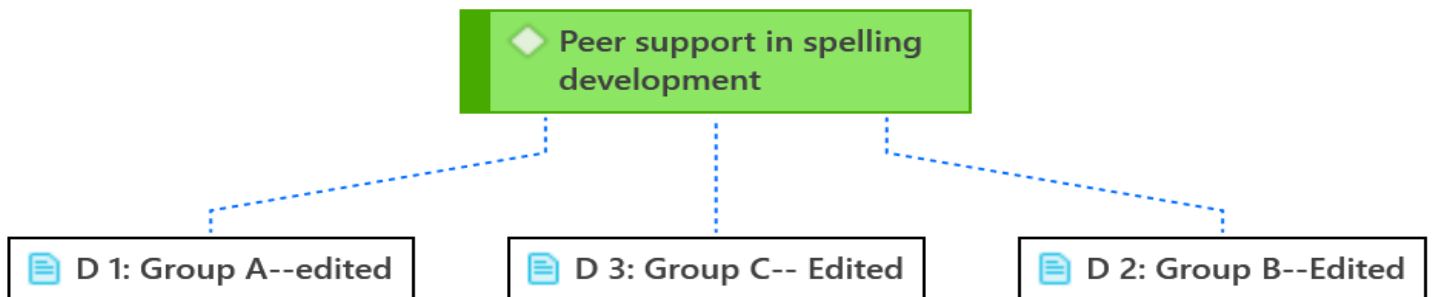 Peer support in spelling
development
D 1: Group A--edited
D 3: Group C-- Edited
D 2: Group B--Edited